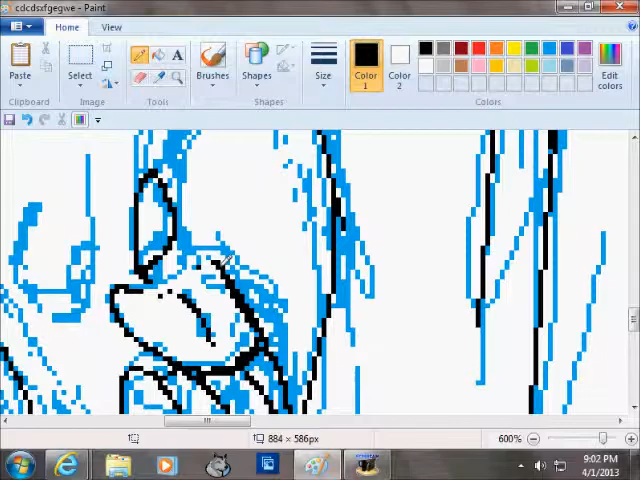 cdcdsxfgegwe - Paint
Home View
Paste
Select
Brushes
Shapes
Size
Color 1
Color 2
Edit colors
Clipboard Image Tools Shapes Colors
884 × 586px 600%
9:02 PM
4/1/2013